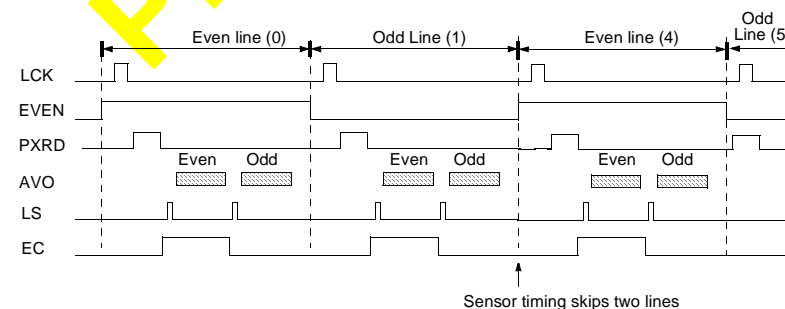 Even line (0) Odd Line (1) Even line (4) Odd
Line (5
LCK
EVEN
PXRD
Even Odd Even Odd Even Odd
AVO
LS
EC
Sensor timing skips two lines